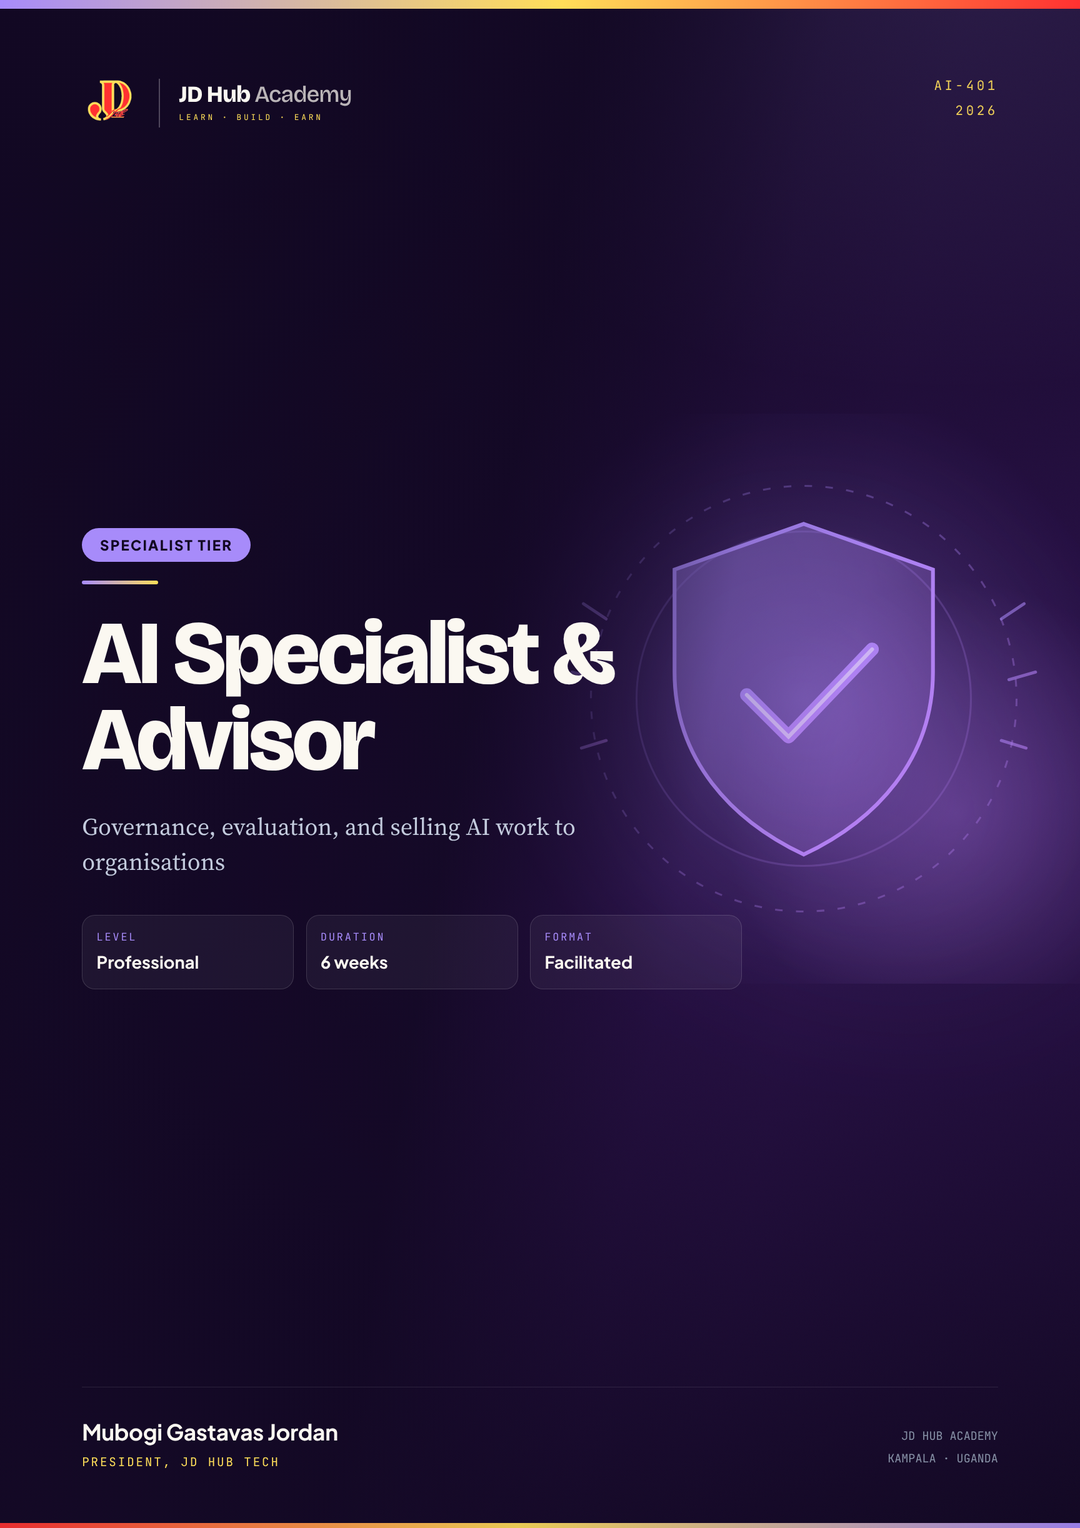 JD Hub Academy
LEARN · BUILD · EARN
AI-401
2026
SPECIALIST TIER
AI Specialist &
Advisor
Governance, evaluation, and selling AI work to
organisations
LEVEL
Professional
DURATION
6 weeks
FORMAT
Facilitated
Mubogi Gastavas Jordan
PRESIDENT, JD HUB TECH
JD HUB ACADEMY
KAMPALA · UGANDA